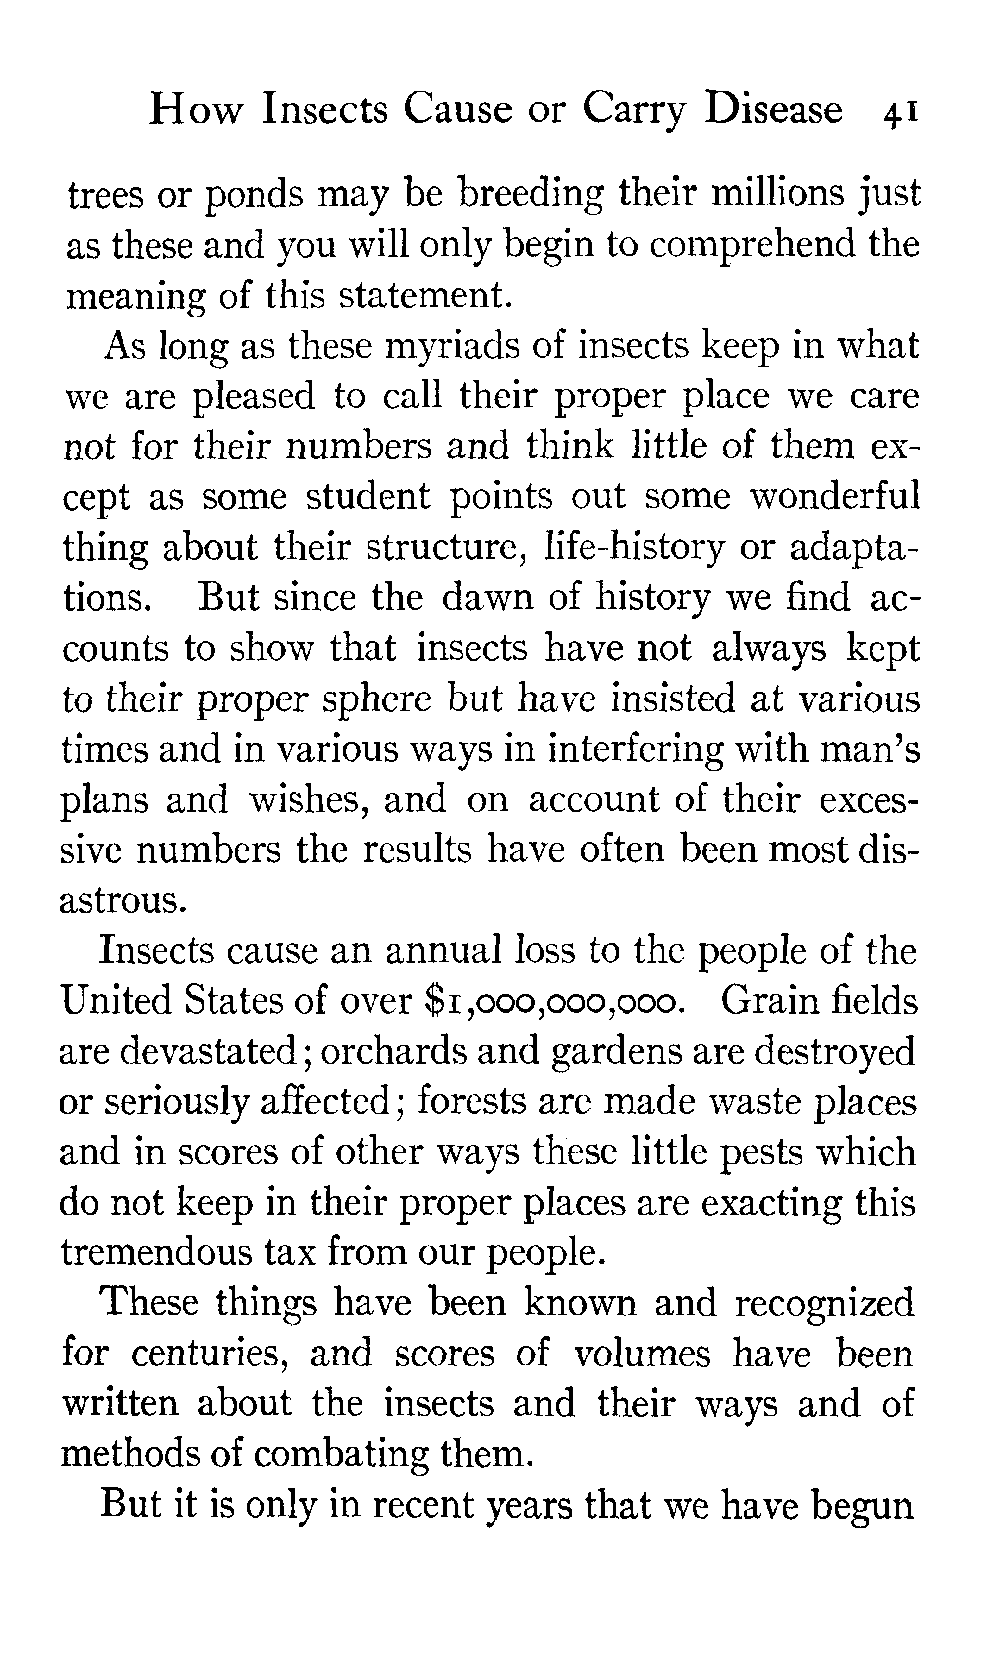 How Insects Cause or Carry Disease 41
trees or ponds may be breeding their millions just
as these and you will only begin to comprehend the
meaning of this statement.
As long as these myriads of insects keep in what
we are pleased to call their proper place we care
not for their numbers and think little of them ex-
cept as some student points out some wonderful
thing about their structure, life-history or adapta-
tions. But since the dawn of history we find ac-
counts to show that insects have not always kept
to their proper sphere but have insisted at various
times and in various ways in interfering with man's
plans and wishes, and on account of their exces-
sive numbers the results have often been most dis-
astrous.
Insects cause an annual loss to the people of the
United States of over $1,000,000,000. Grain fields
are devastated; orchards and gardens are destroyed
or seriously affected; forests are made waste places
and in scores of other ways these little pests which
do not keep in their proper places are exacting this
tremendous tax from our people.
These things have been known and recognized
for centuries, and scores of volumes have been
written about the insects and their ways and of
methods of combating them.
But it is only in recent years that we have begun